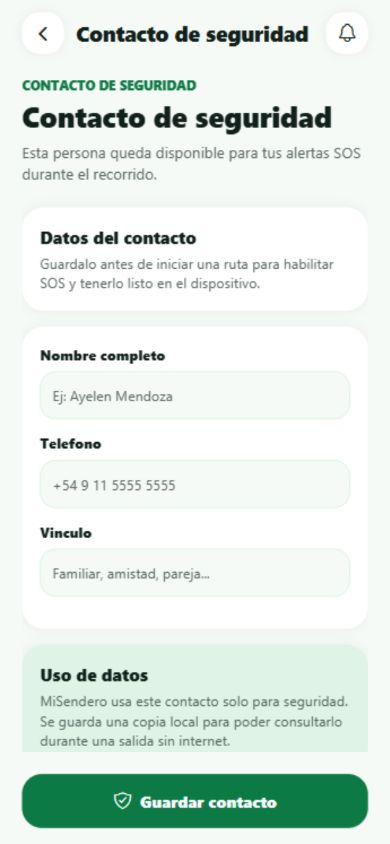 Contacto de seguridad
CONTACTO DE SEGURIDAD
Contacto de seguridad
Esta persona queda disponible para tus alertas SOS
durante el recorrido.
Datos del contacto
Guardalo antes de iniciar una ruta para habilitar
SOS y tenerlo listo en el dispositivo.
Nombre completo
Ej: Ayelen Mendoza
Telefono
+54 9 11 5555 5555
Vinculo
Familiar, amistad, pareja...
Uso de datos
MiSendero usa este contacto solo para seguridad.
Se guarda una copia local para poder consultarlo
durante una salida sin internet.
Guardar contacto